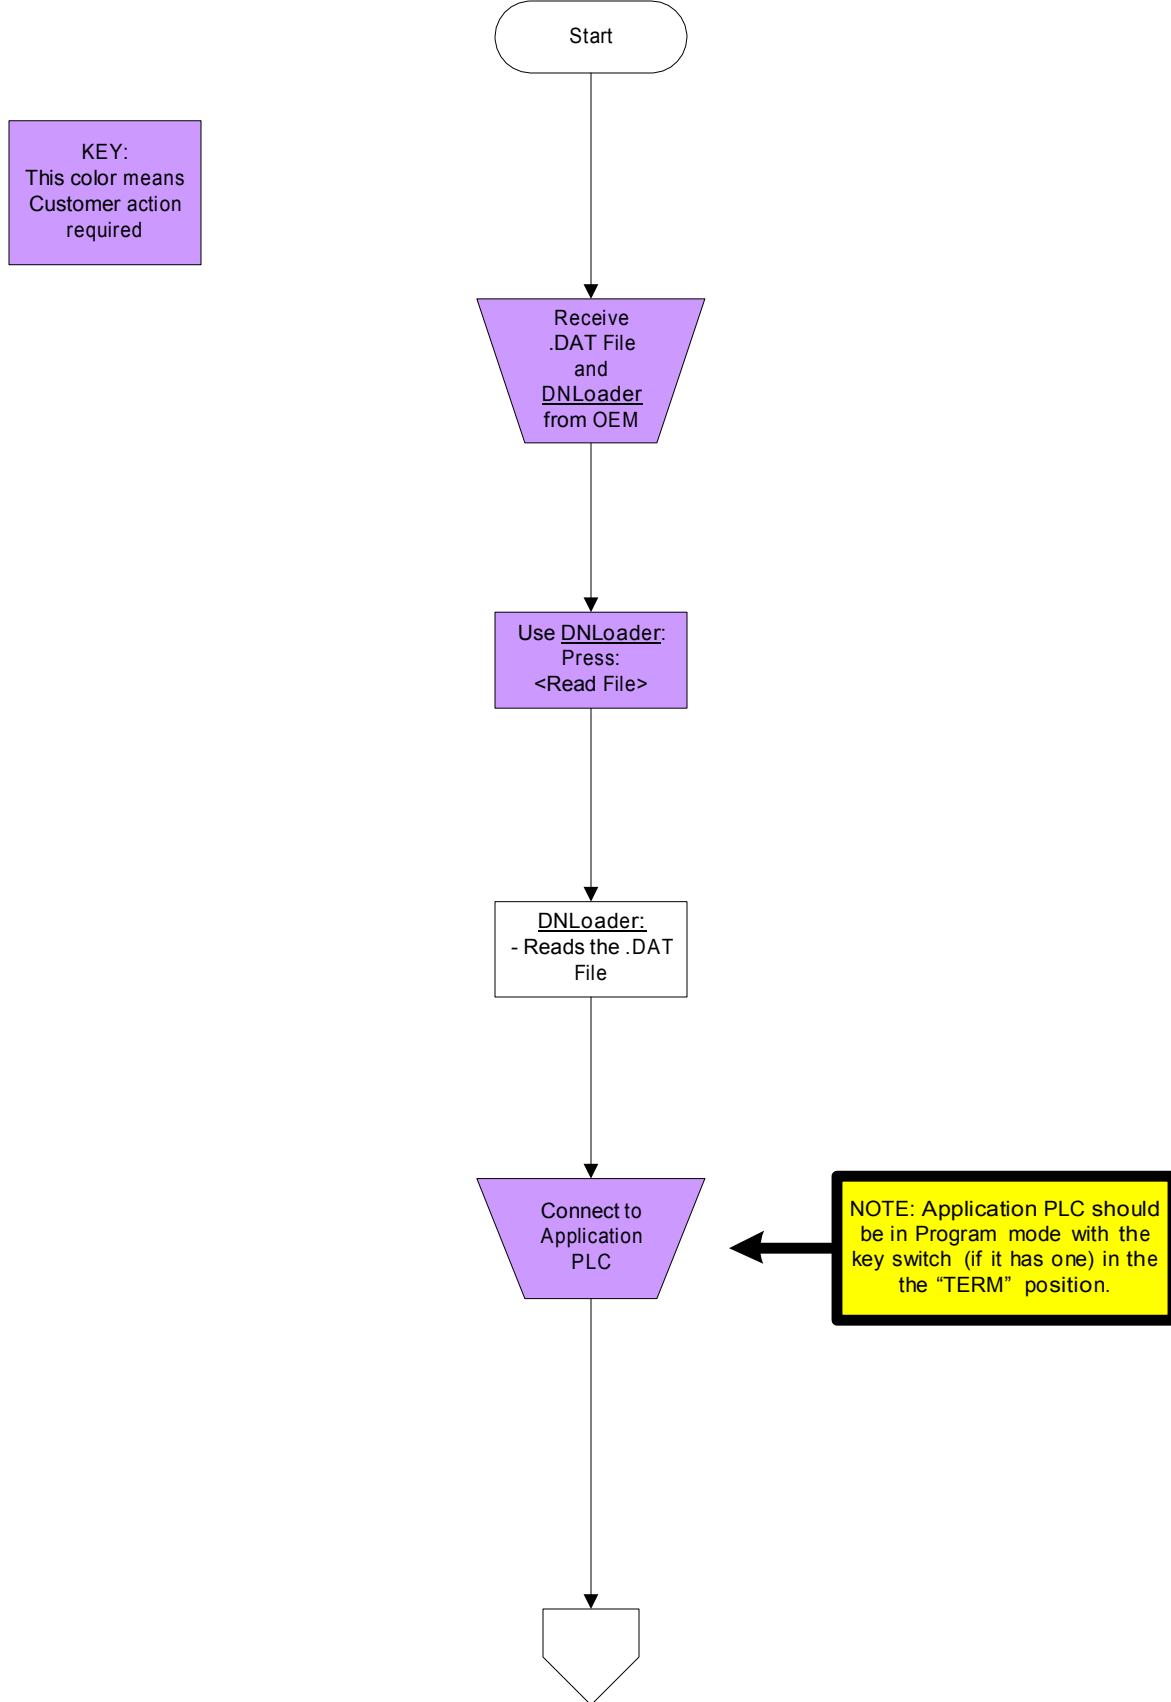 Start
KEY:
This color means
Customer action
required
Receive
.DAT File
and
DNLoader
from OEM
Use DNLoader:
Press:
<Read File>
DNLoader:
- Reads the .DAT
File
Connect to
Application
PLC
NOTE: Application PLC should
be in Program mode with the
key switch (if it has one) in the
the “TERM” position.